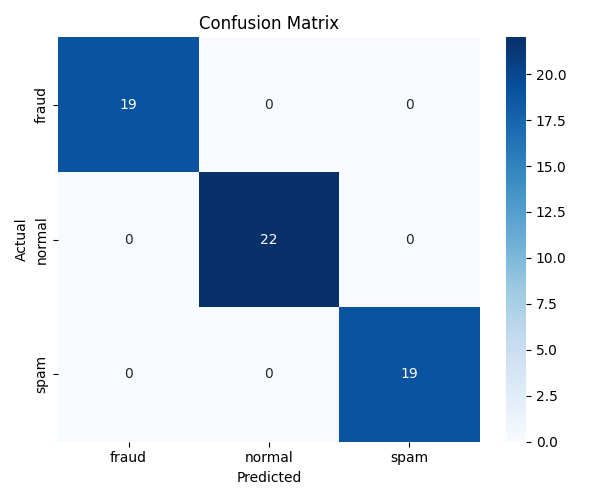 Confusion Matrix
Actual
fraud
19 0 0
normal
0 22 0
spam
0 0 19
fraud normal spam
Predicted
20.0
17.5
15.0
12.5
10.0
7.5
5.0
2.5
0.0